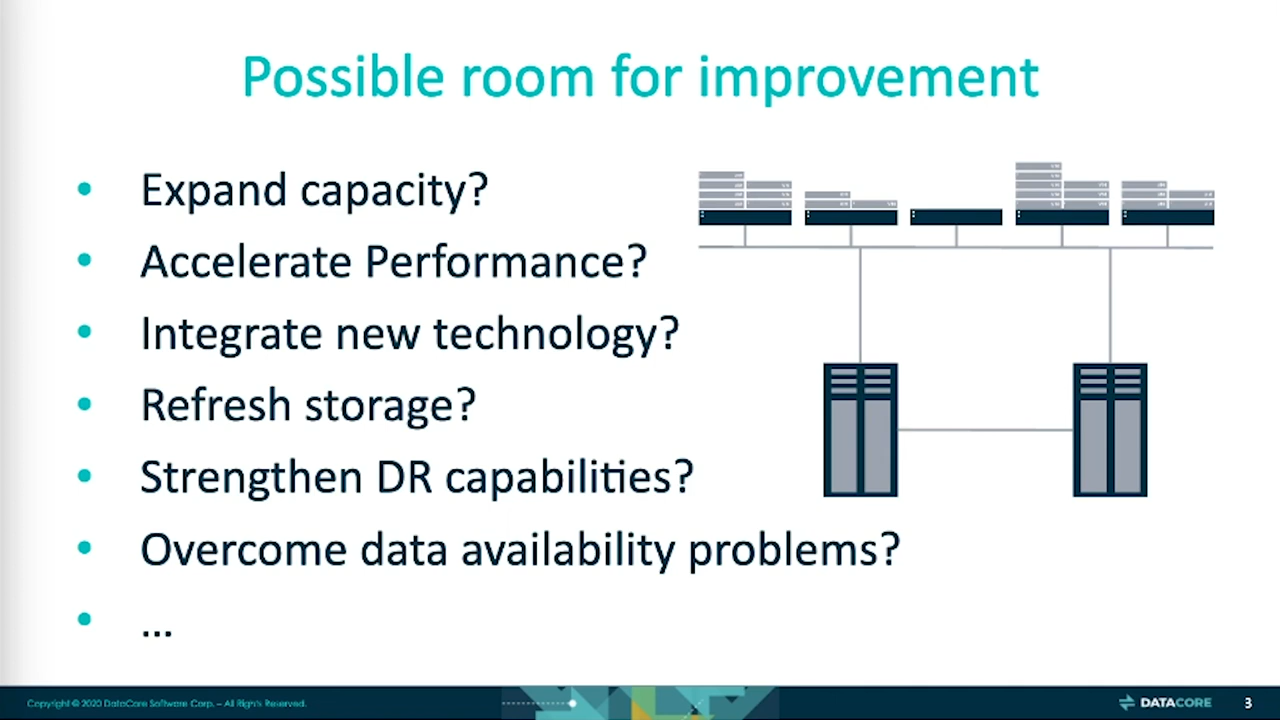 Possible room for improvement
• Expand capacity?
• Accelerate Performance?
• Integrate new technology?
• Refresh storage?
• Strengthen DR capabilities?
• Overcome data availability problems?
• ...
Copyright © 2020 DataCore Software Corp. – All Rights Reserved.
DATACORE
3